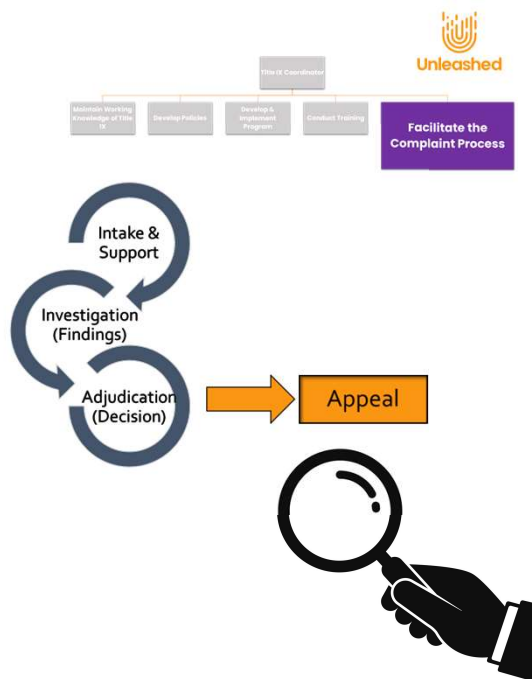 Unleashed
Title IX Coordinator
Maintain Working
Knowledge of Title
IX
Develop Policies
Develop &
Implement
Program
Conduct Training
Facilitate the
Complaint Process
Intake &
Support
Investigation
(Findings)
Adjudication
(Decision)
Appeal